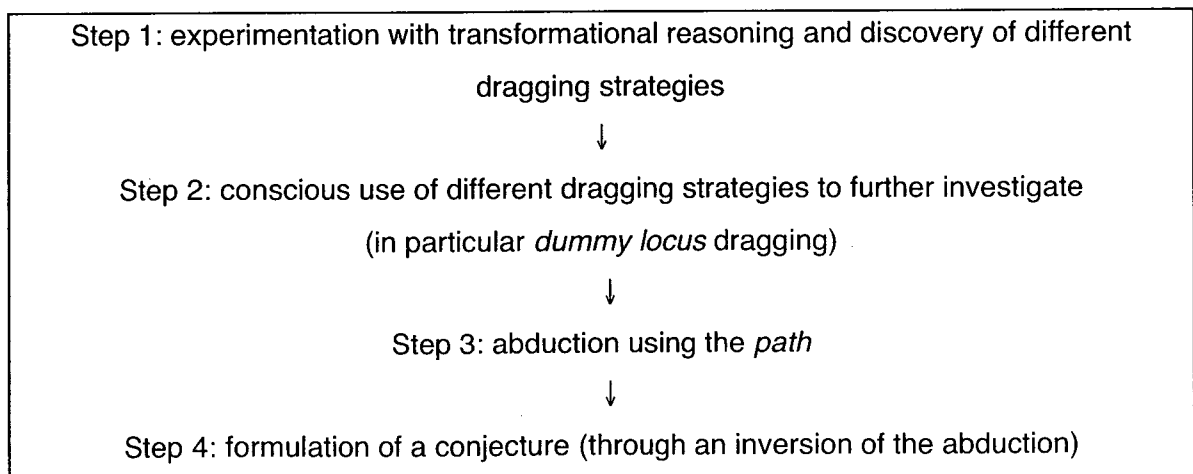 Step 1: experimentation with transformational reasoning and discovery of different
dragging strategies
↓
Step 2: conscious use of different dragging strategies to further investigate
(in particular dummy locus dragging)
↓
Step 3: abduction using the path
↓
Step 4: formulation of a conjecture (through an inversion of the abduction)